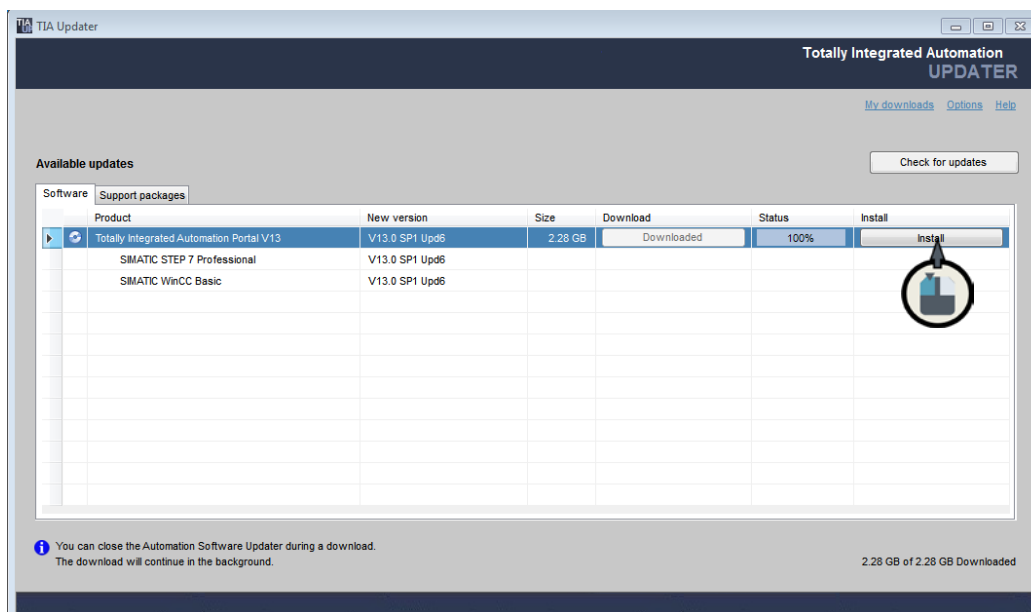 TIA Updater
Totally Integrated Automation
UPDATER
My downloads Options Help
Available updates
Check for updates
Software Support packages
Product New version Size Download Status Install
Totally Integrated Automation Portal V13 V13.0 SP1 Upd6 2.28 GB Downloaded 100% Install
SIMATIC STEP 7 Professional V13.0 SP1 Upd6
SIMATIC WinCC Basic V13.0 SP1 Upd6
You can close the Automation Software Updater during a download.
The download will continue in the background.
2.28 GB of 2.28 GB Downloaded